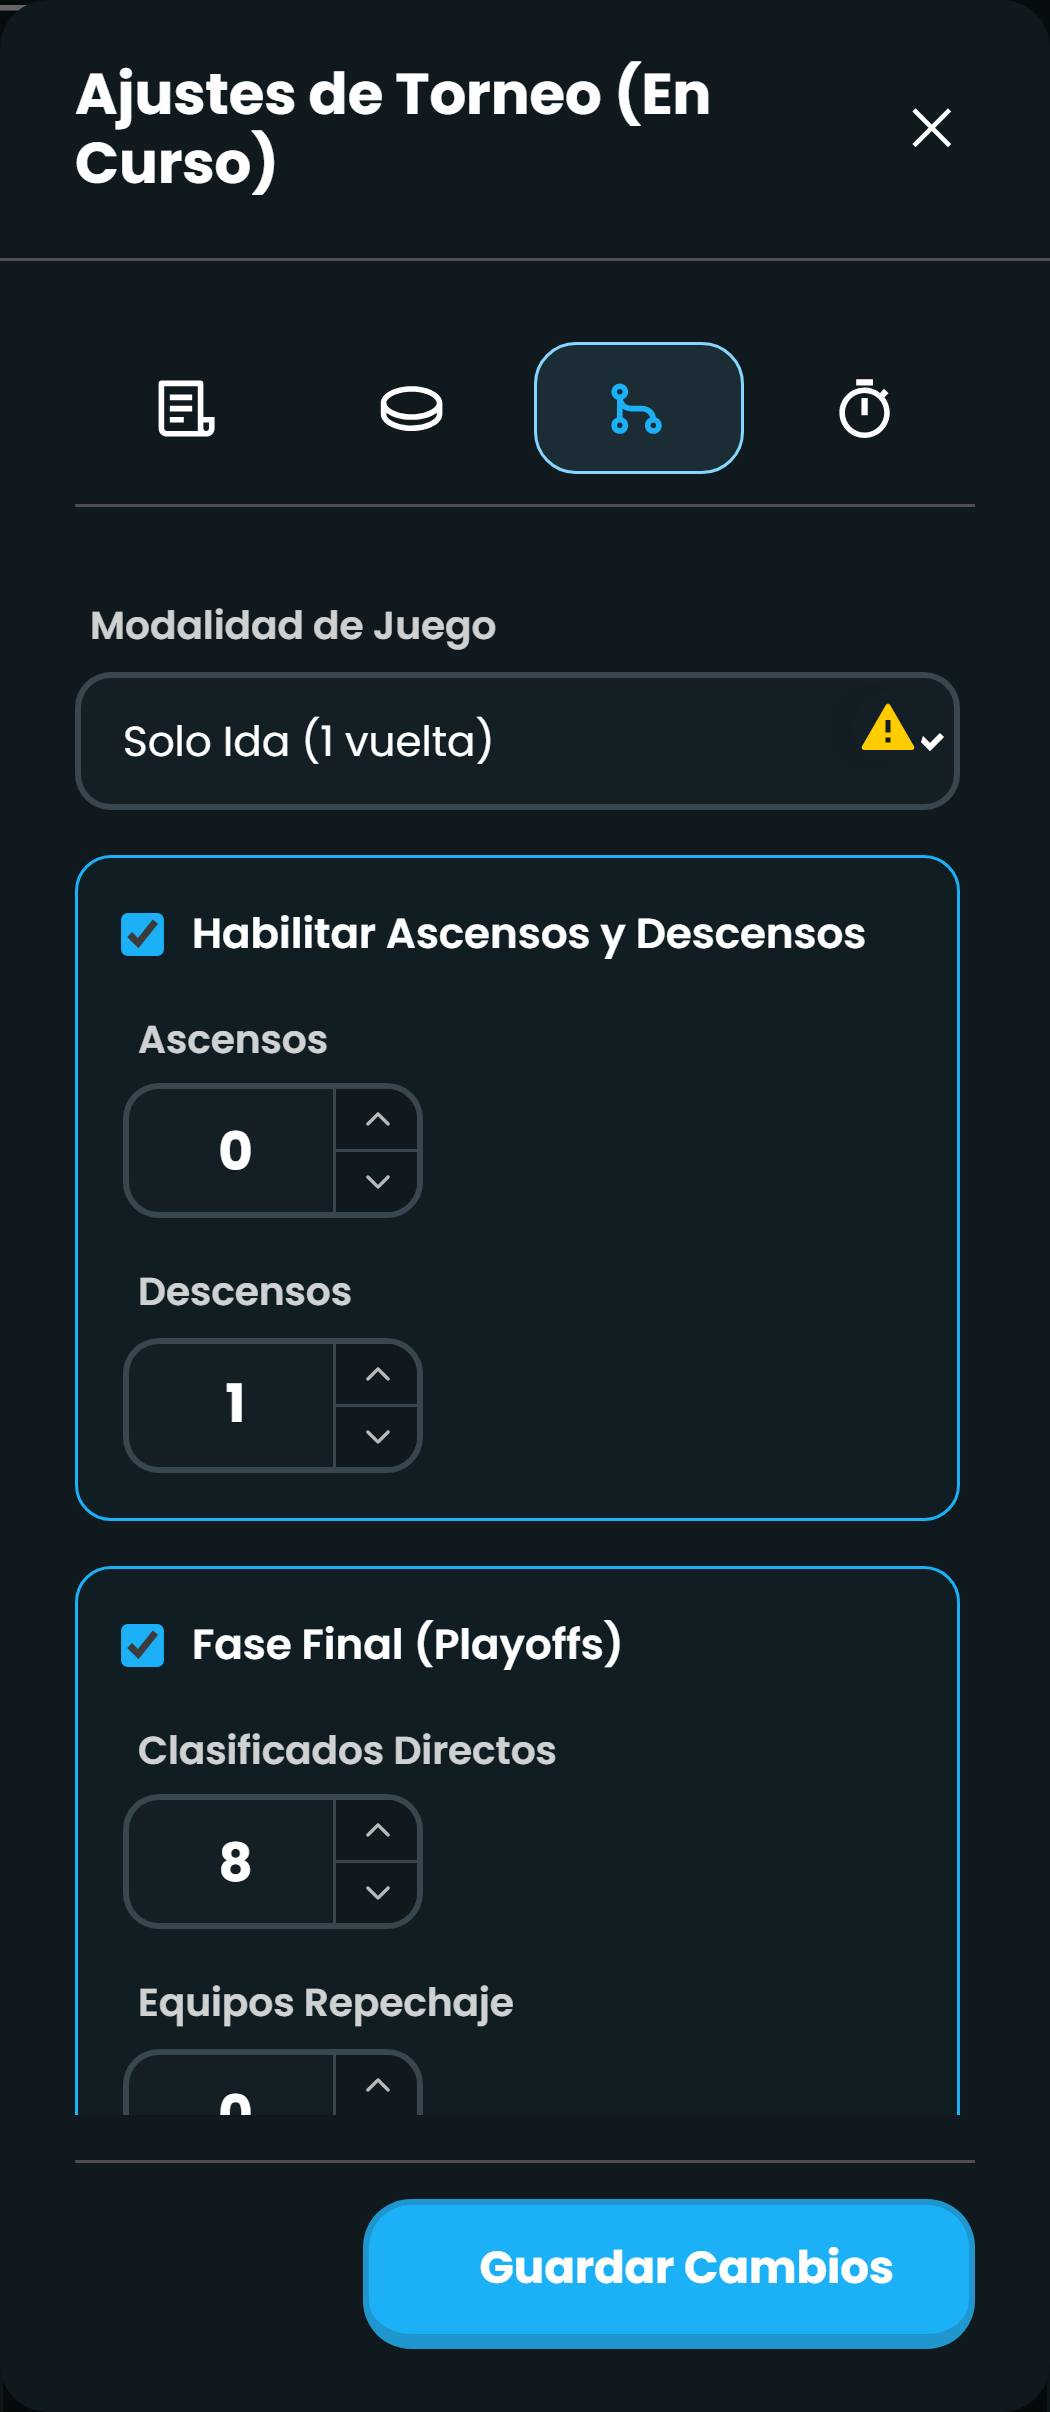 Ajustes de Torneo (En
Curso)
Modalidad de Juego
Solo Ida (1 vuelta)
Habilitar Ascensos y Descensos
Ascensos
0
Descensos
1
Fase Final (Playoffs)
Clasificados Directos
8
Equipos Repechaje
0
Guardar Cambios